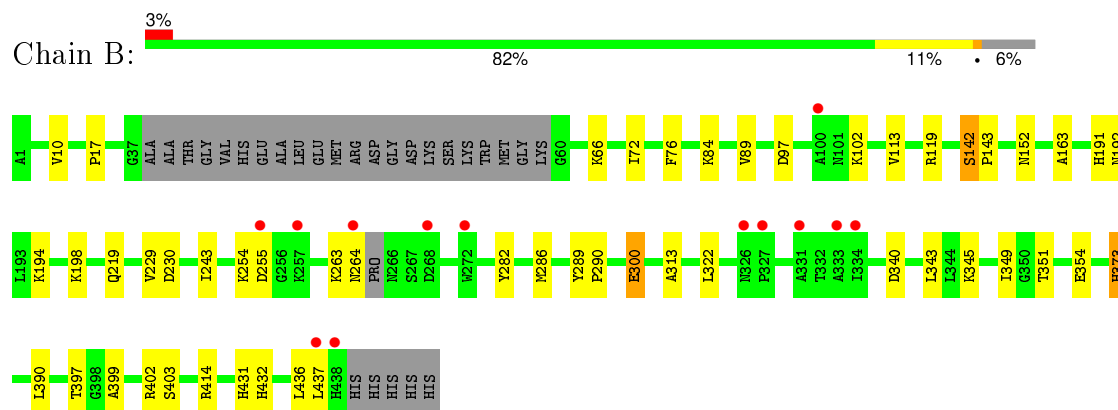 3%
Chain B:
82% 11% • 6%
A1 V10 P17 G37 ALA ALA THR GLY VAL HIS GLU ALA LEU GLU MET ARG ASP GLY ASP LYS SER LYS TRP MET GLY LYS G60 K66 I72 F76 K84 V89 D97 A100 N101 K102 V113 R119 S142 P143 N152 A163 H191 N192
L193 K194 K198 Q219 V229 D230 I243 K254 D255 G256 K257 K263 N264 PRO N266 S267 D268 W272 Y282 M286 Y289 P290 E300 A313 L322 N326 P327 A331 T332 A333 I334 D340 L343 L344 K345 I349 G350 T351 E354
L390 T397 G398 A399 R402 S403 R414 H431 H432 L436 L437 H438 HIS HIS HIS HIS HIS